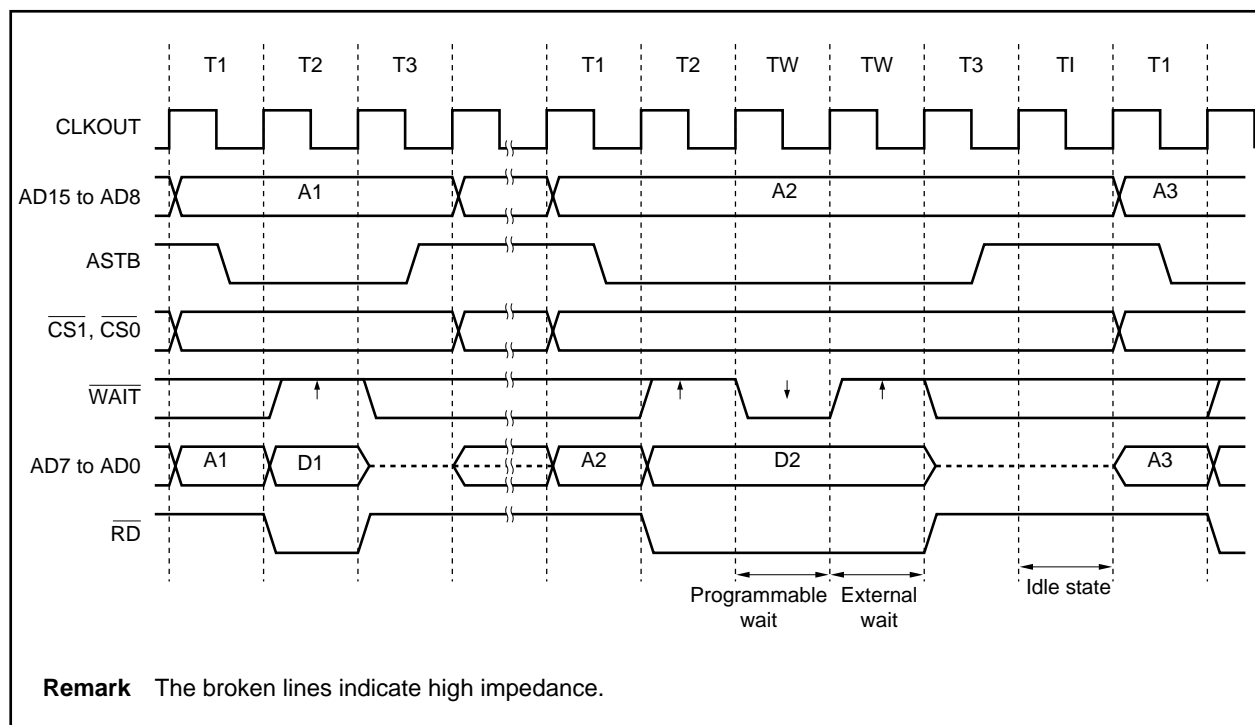 T1 T2 T3 T1 T2 TW TW T3 TI T1
CLKOUT
AD15 to AD8 A1 A2 A3
ASTB
CS1, CS0
WAIT
AD7 to AD0 A1 D1 A2 D2 A3
RD
Programmable wait
External wait
Idle state
Remark The broken lines indicate high impedance.